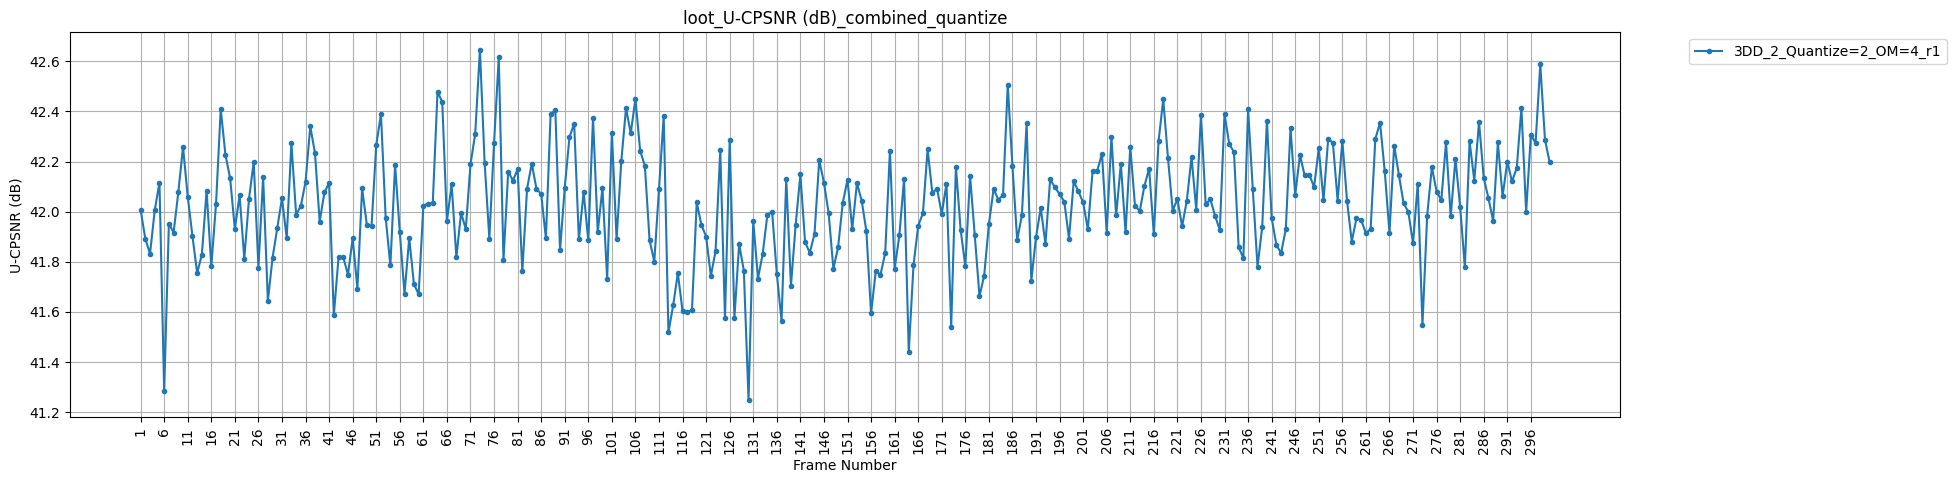 loot_U-CPSNR (dB)_combined_quantize
3DD_2_Quantize=2_OM=4_r1
U-CPSNR (dB)
42.6
42.4
42.2
42.0
41.8
41.6
41.4
41.2
1 6 11 16 21 26 31 36 41 46 51 56 61 66 71 76 81 86 91 96 101 106 111 116 121 126 131 136 141 146 151 156 161 166 171 176 181 186 191 196 201 206 211 216 221 226 231 236 241 246 251 256 261 266 271 276 281 286 291 296
Frame Number